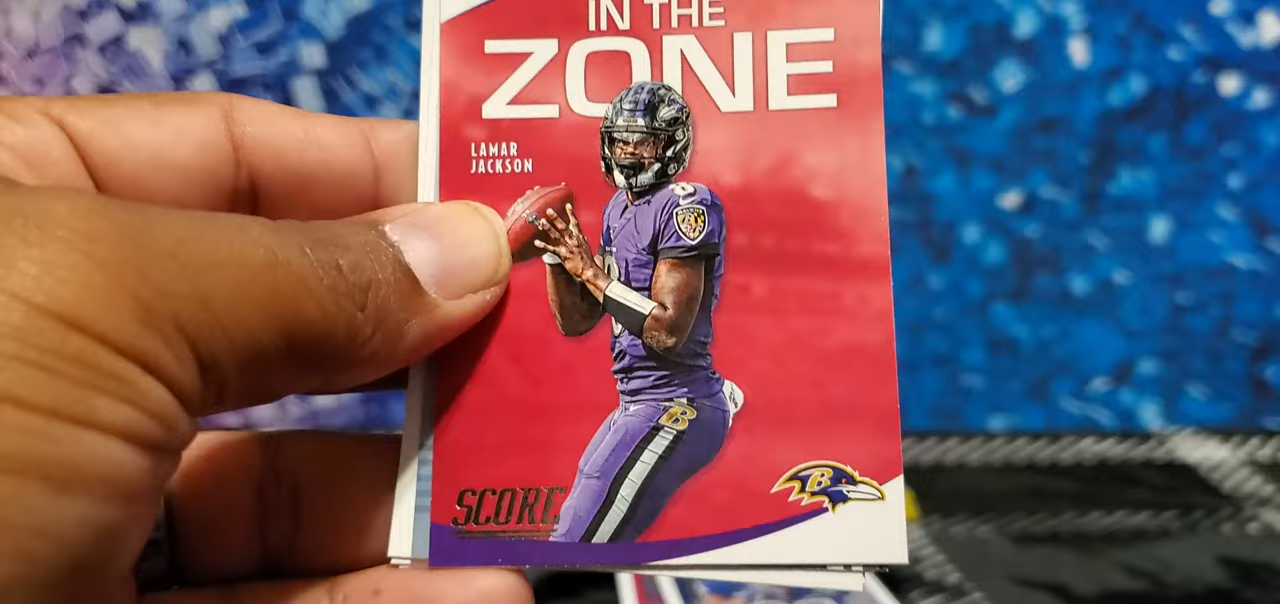 IN THE
ZONE
LAMAR
JACKSON
SCORE
B
B